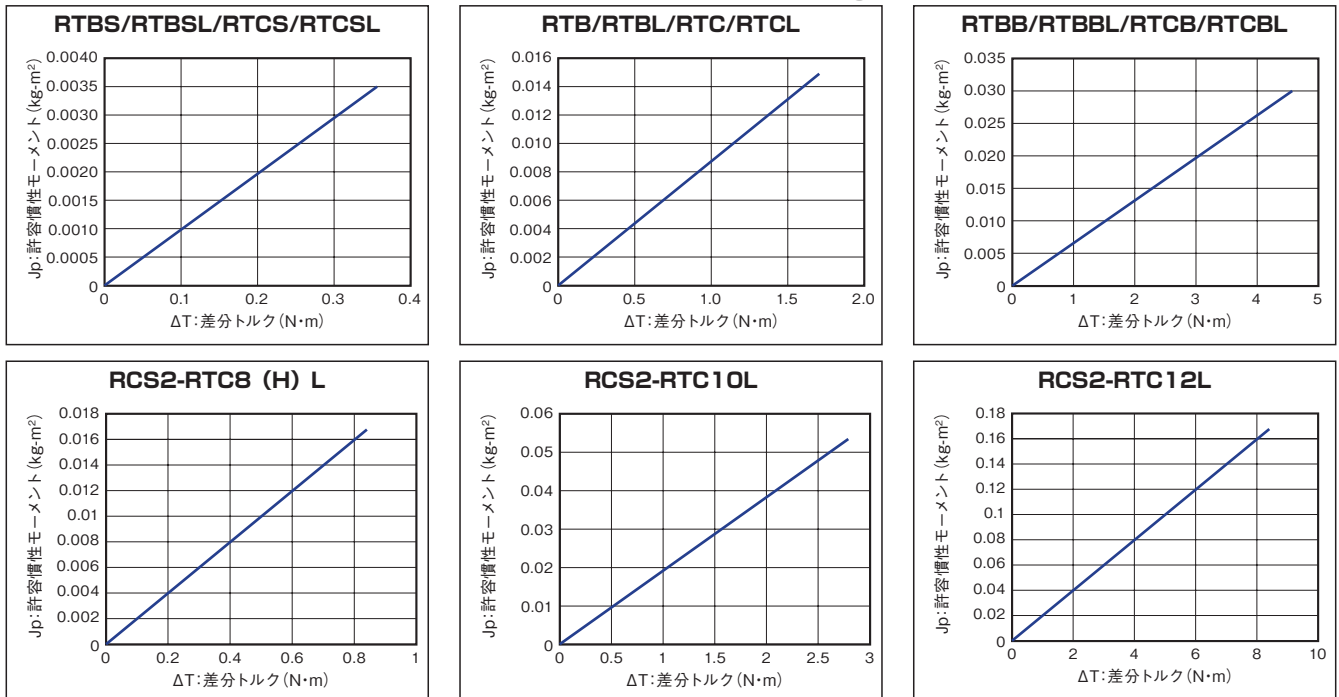 RTBS/RTBSL/RTCS/RTCSL
Jp:許容慣性モーメント(kg-m²)
0.0040
0.0035
0.0030
0.0025
0.0020
0.0015
0.0010
0.0005
0
0 0.1 0.2 0.3 0.4
ΔT:差分トルク(N・m)
RTB/RTBL/RTC/RTCL
Jp:許容慣性モーメント(kg-m²)
0.016
0.014
0.012
0.010
0.008
0.006
0.004
0.002
0
0 0.5 1.0 1.5 2.0
ΔT:差分トルク(N・m)
RTBB/RTBBL/RTCB/RTCBL
Jp:許容慣性モーメント(kg-m²)
0.035
0.030
0.025
0.020
0.015
0.010
0.005
0
0 1 2 3 4 5
ΔT:差分トルク(N・m)
RCS2-RTC8(H)L
Jp:許容慣性モーメント(kg-m²)
0.018
0.016
0.014
0.012
0.01
0.008
0.006
0.004
0.002
0
0 0.2 0.4 0.6 0.8 1
ΔT:差分トルク(N・m)
RCS2-RTC10L
Jp:許容慣性モーメント(kg-m²)
0.06
0.05
0.04
0.03
0.02
0.01
0
0 0.5 1 1.5 2 2.5 3
ΔT:差分トルク(N・m)
RCS2-RTC12L
Jp:許容慣性モーメント(kg-m²)
0.18
0.16
0.14
0.12
0.1
0.08
0.06
0.04
0.02
0
0 2 4 6 8 10
ΔT:差分トルク(N・m)